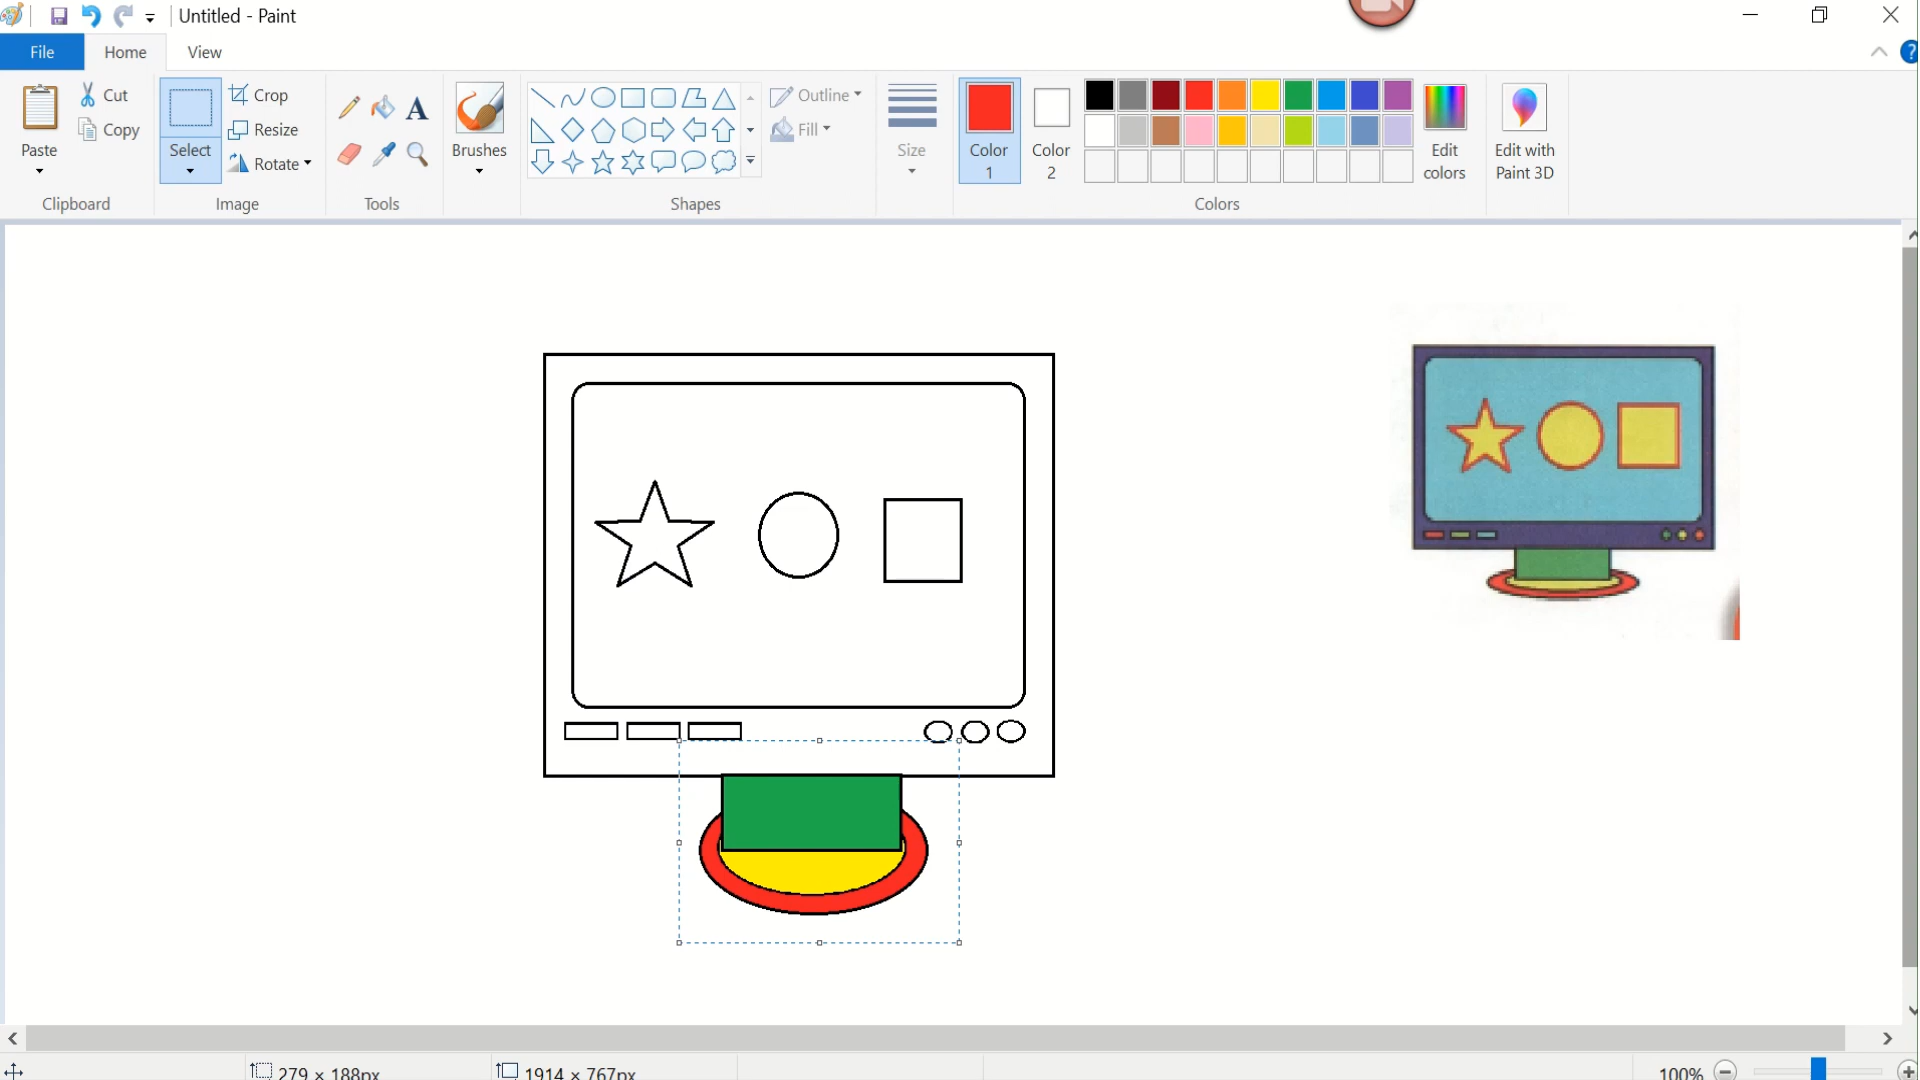 Untitled - Paint
File
Home
View
Paste
Cut
Copy
Clipboard
Select
Crop
Resize
Rotate
Image
A
Tools
Brushes
Outline
Fill
Shapes
Size
Color
1
Color
2
Edit
colors
Colors
Edit with
Paint 3D
?
279 × 188px
1914 × 767px
100%